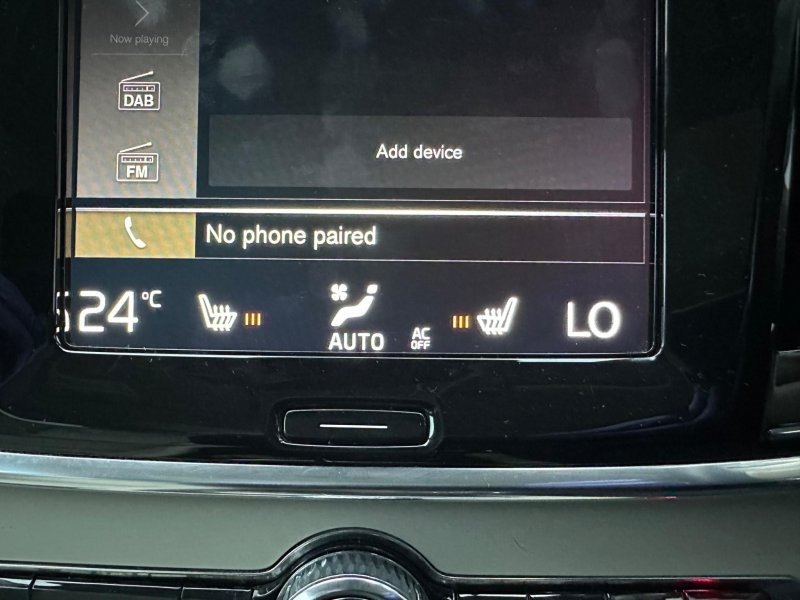 Now playing
DAB
FM
Add device
No phone paired
24 °C
AUTO
AC
OFF
LO